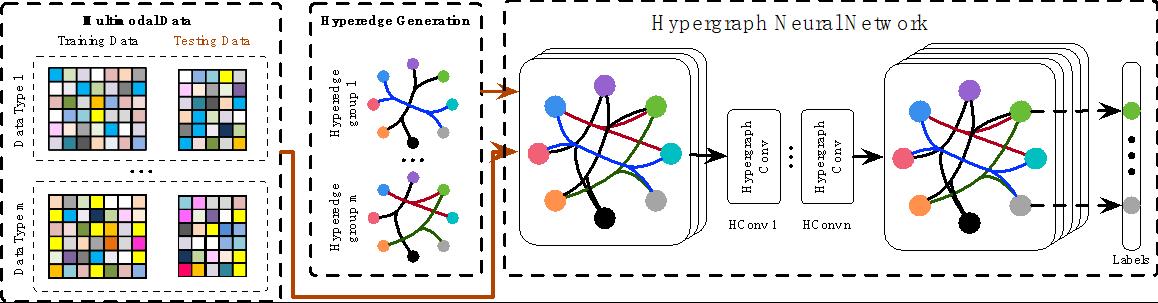 Multimodal Data
Training Data
Testing Data
Data Type 1
...
Data Type m
Hyperedge Generation
Hyperedge
group 1
...
Hyperedge
group m
Hypergraph Neural Network
Hypergraph
Conv
HConv 1
...
Hypergraph
Conv
HConv n
Labels